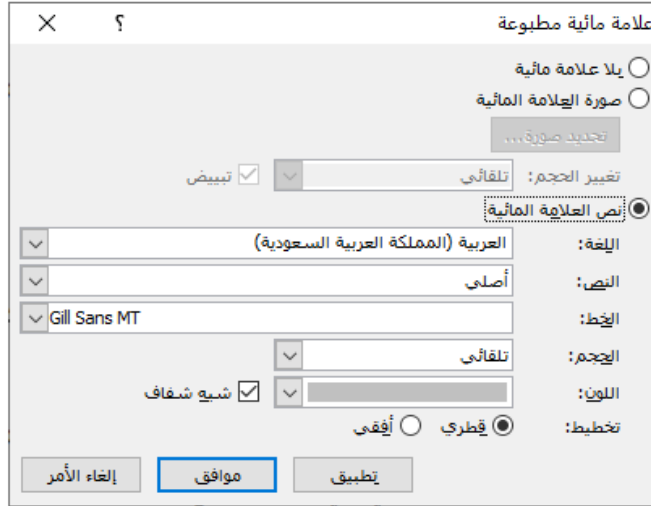 علامة مائية مطبوعة ؟
بلا علامة مائية
صورة العلامة المائية
تحديد صورة...
تغيير الحجم: تلقائي تبييض
نص العلامة المائية
اللغة: العربية (المملكة العربية السعودية)
النص: أصلي
الخط: Gill Sans MT
الحجم: تلقائي
اللون: شبه شفاف
تخطيط: قطري أفقي
تطبيق موافق إلغاء الأمر